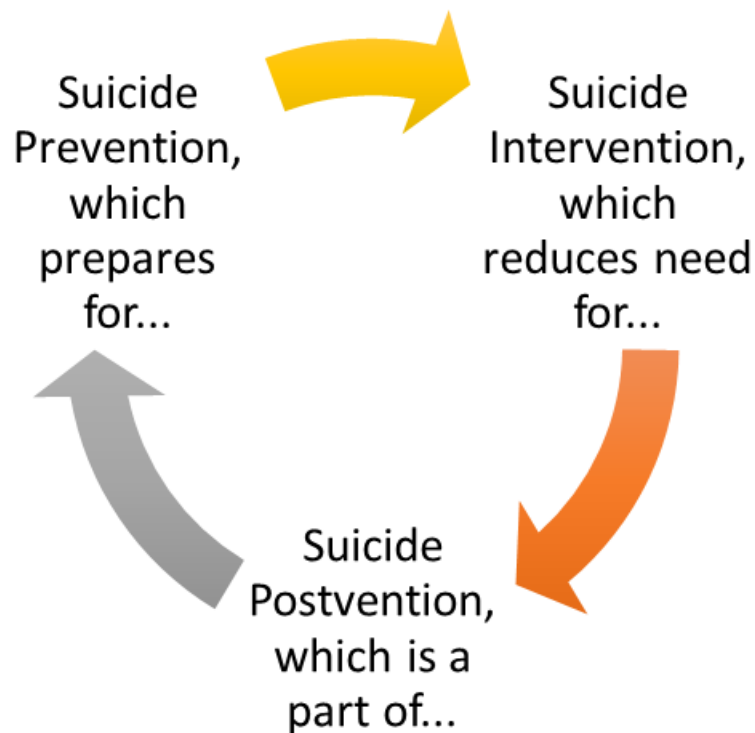 Suicide
Prevention,
which
prepares
for...
Suicide
Intervention,
which
reduces need
for...
Suicide
Postvention,
which is a
part of...